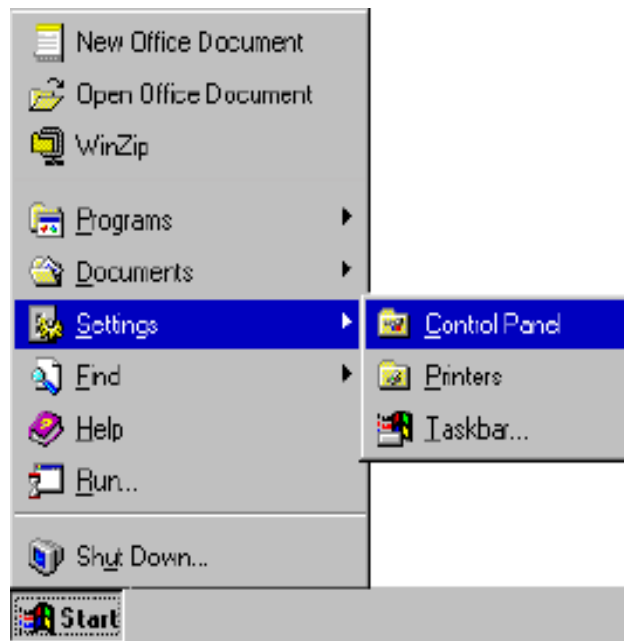 New Office Document
Open Office Document
WinZip
Programs
Documents
Settings
Control Panel
Find
Printers
Help
Taskbar...
Run...
Shut Down...
Start